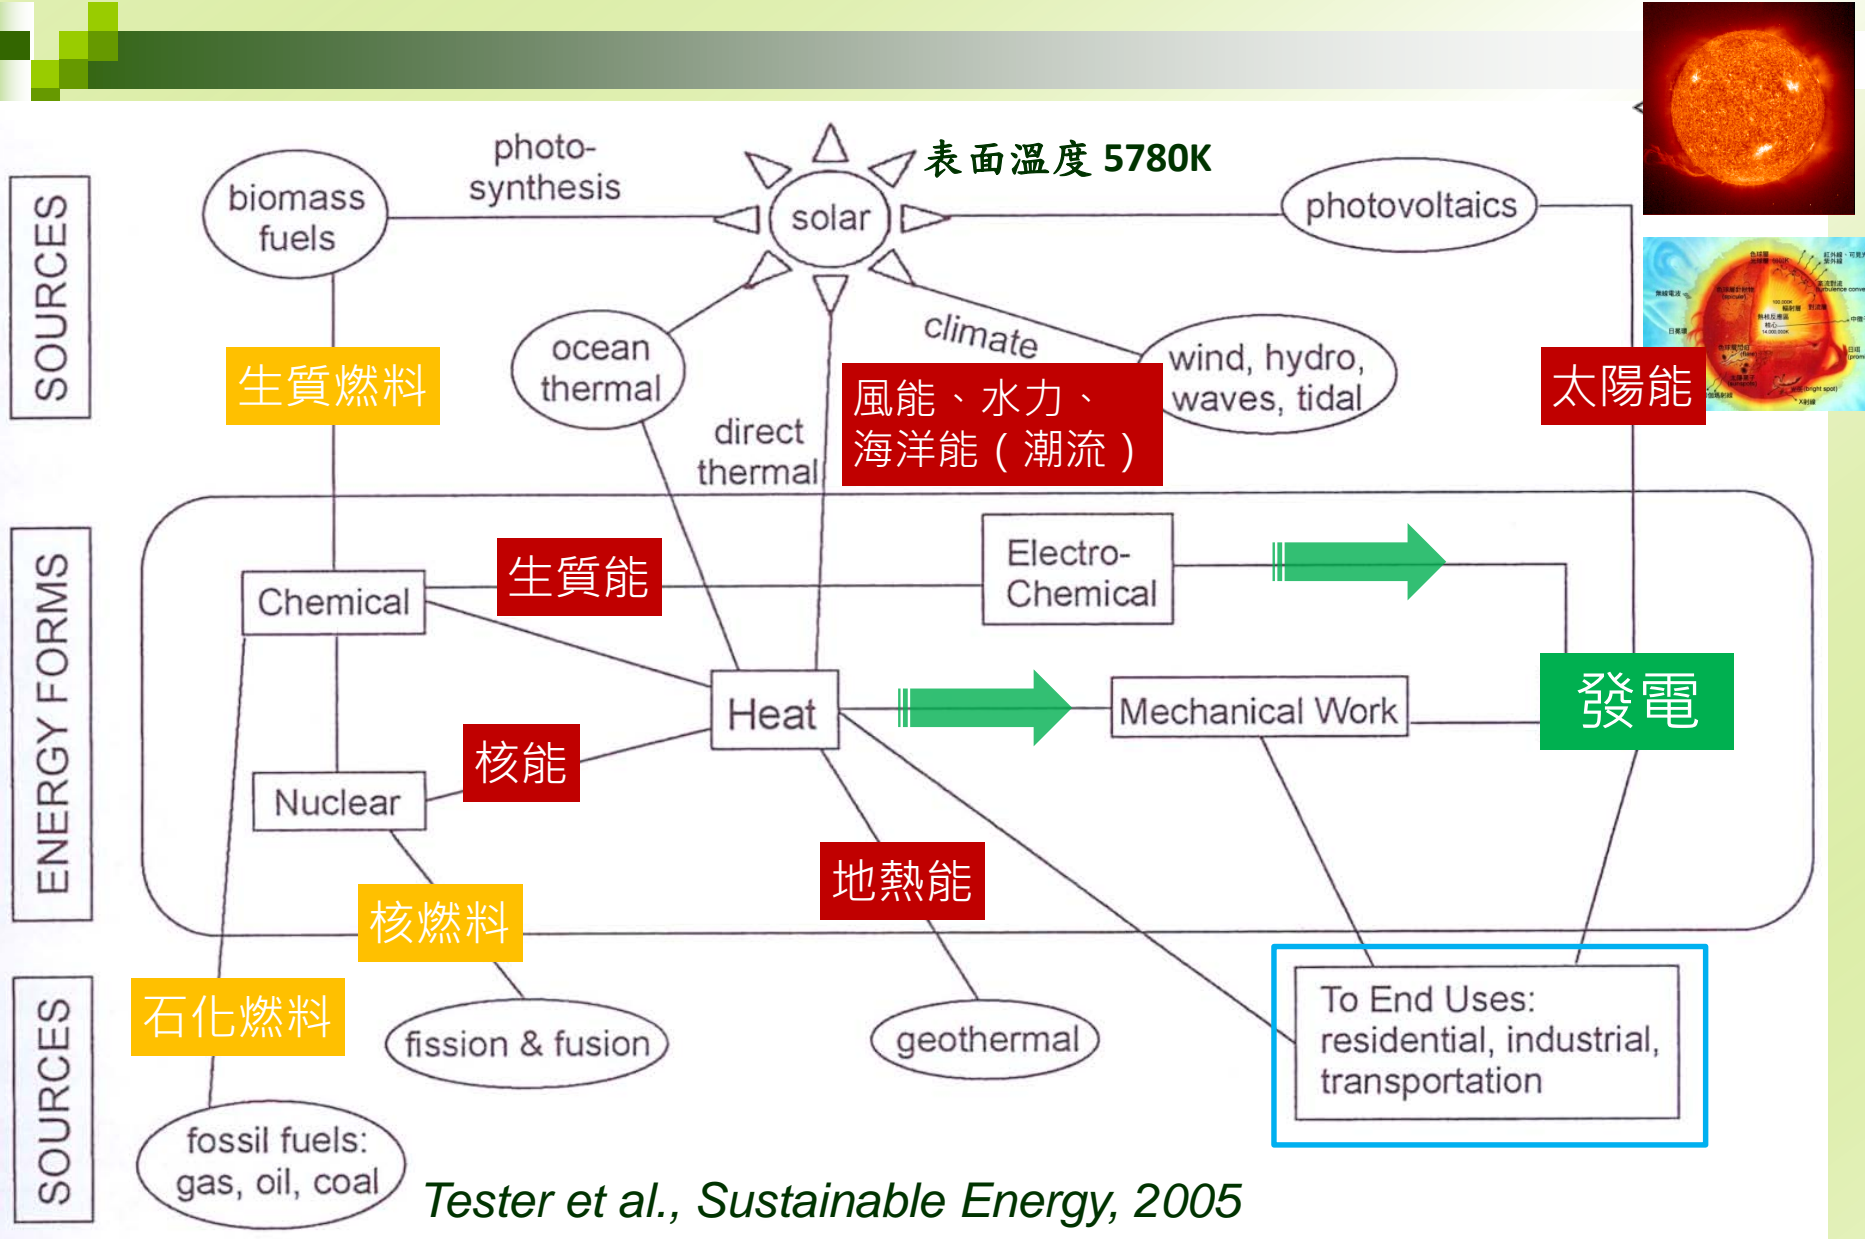 photo-
synthesis
表面溫度 5780K
SOURCES
biomass
fuels
solar
photovoltaics
ocean
thermal
climate
wind, hydro,
waves, tidal
生質燃料
風能、水力、
海洋能（潮流）
太陽能
direct
thermal
ENERGY FORMS
生質能
Electro-
Chemical
Chemical
Heat
Mechanical Work
發電
核能
Nuclear
地熱能
核燃料
SOURCES
石化燃料
fission & fusion
geothermal
To End Uses:
residential, industrial,
transportation
fossil fuels:
gas, oil, coal
Tester et al., Sustainable Energy, 2005